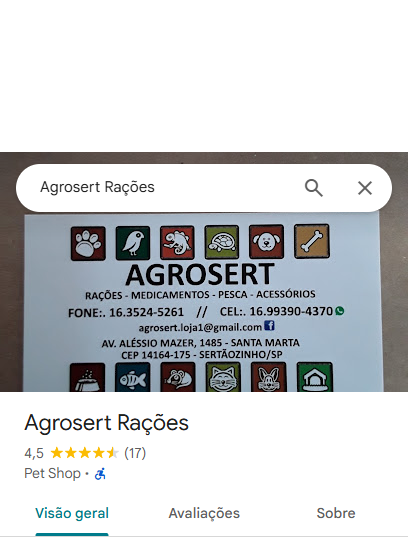 Agrosert Rações
AGROSERT
RAÇÕES - MEDICAMENTOS - PESCA - ACESSÓRIOS
FONE:. 16.3524-5261 // CEL:. 16.99390-4370
agrosert.loja1@gmail.com
AV. ALÉSSIO MAZER, 1485 - SANTA MARTA
CEP 14164-175 - SERTÃOZINHO/SP
Agrosert Rações
4,5 (17)
Pet Shop ·
Visão geral Avaliações Sobre